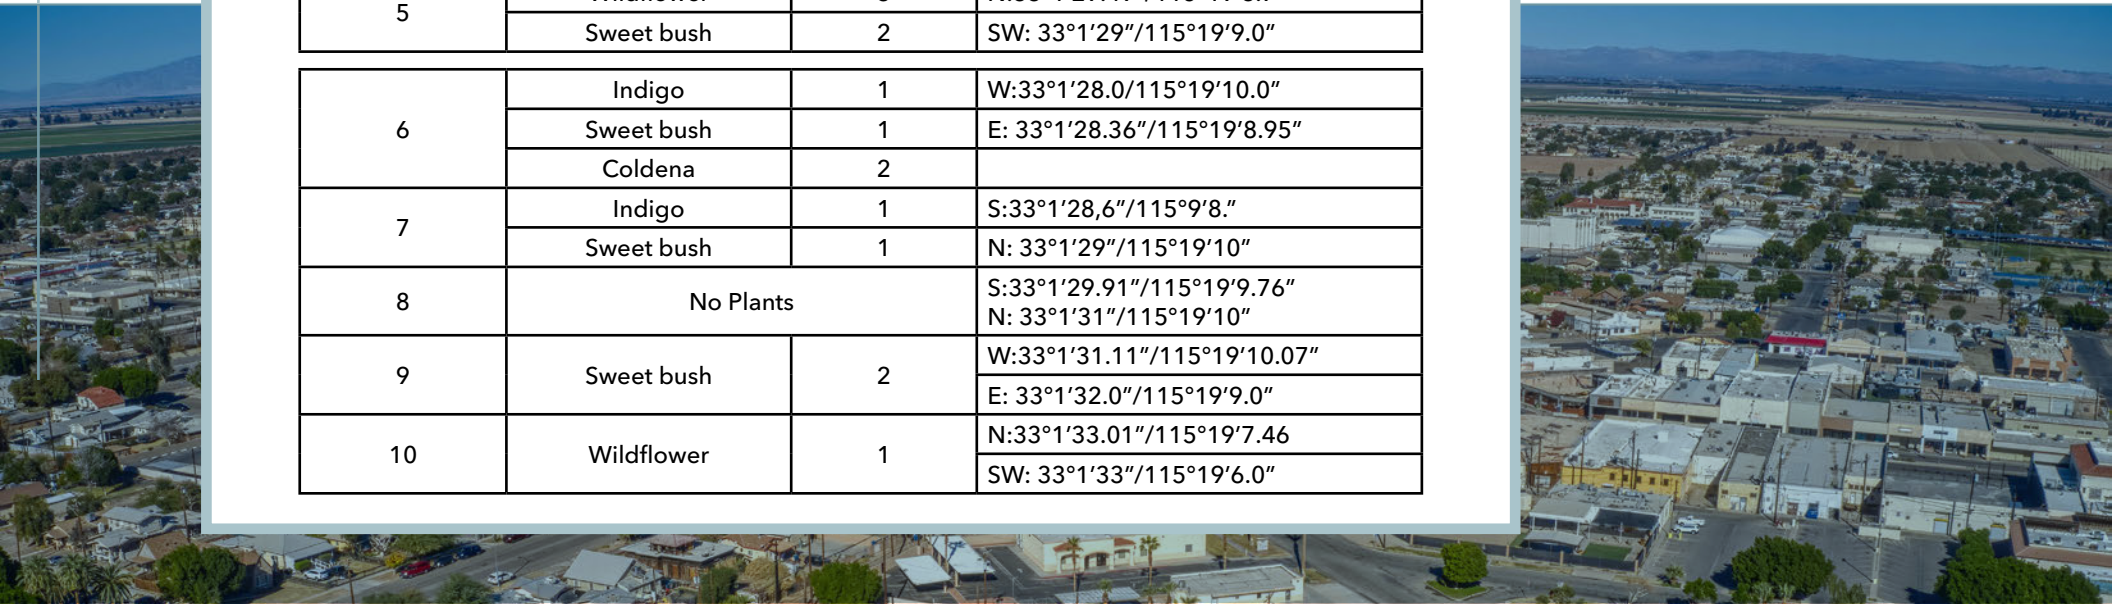 5
Sweet bush 2 SW: 33°1’29”/115°19’9.0”
6
Indigo 1 W:33°1’28.0/115°19’10.0”
Sweet bush 1 E: 33°1’28.36”/115°19’8.95”
Coldena 2
7
Indigo 1 S:33°1’28,6”/115°9’8.”
Sweet bush 1 N: 33°1’29”/115°19’10”
8 No Plants
S:33°1’29.91”/115°19’9.76”
N: 33°1’31”/115°19’10”
9 Sweet bush 2
W:33°1’31.11”/115°19’10.07”
E: 33°1’32.0”/115°19’9.0”
10 Wildflower 1
N:33°1’33.01”/115°19’7.46
SW: 33°1’33”/115°19’6.0”